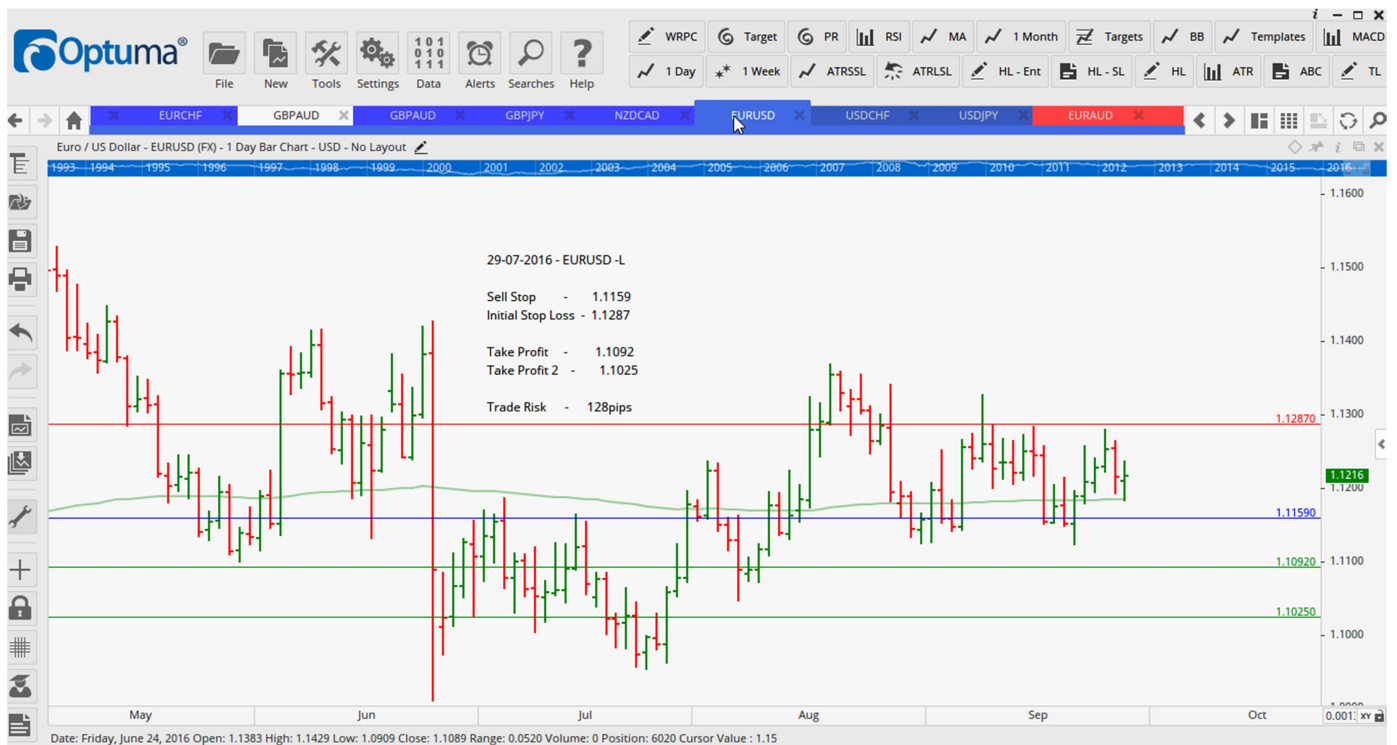 Optuma®
File New Tools Settings Data Alerts Searches Help
WRPC Target PR RSI MA 1 Month Targets BB Templates MACD
1 Day 1 Week ATRSSL ATRLSL HL - Ent HL - SL HL ATR ABC TL
EURCHF GBPAUD GBPAUD GBPJPY NZDCAD EURUSD USDCHF USDJPY EURAUD
Euro / US Dollar - EURUSD (FX) - 1 Day Bar Chart - USD - No Layout
1993 1994 1995 1996 1997 1998 1999 2000 2001 2002 2003 2004 2005 2006 2007 2008 2009 2010 2011 2012 2013 2014 2015 2016
1.1600
29-07-2016 - EURUSD -L
1.1500
Sell Stop - 1.1159
Initial Stop Loss - 1.1287
1.1400
Take Profit - 1.1092
Take Profit 2 - 1.1025
Trade Risk - 128pips
1.1300
1.12870
1.1216
1.1200
1.11590
1.1100
1.10920
1.10250
1.1000
May Jun Jul Aug Sep Oct
XY
Date: Friday, June 24, 2016 Open: 1.1383 High: 1.1429 Low: 1.0909 Close: 1.1089 Range: 0.0520 Volume: 0 Position: 6020 Cursor Value : 1.15